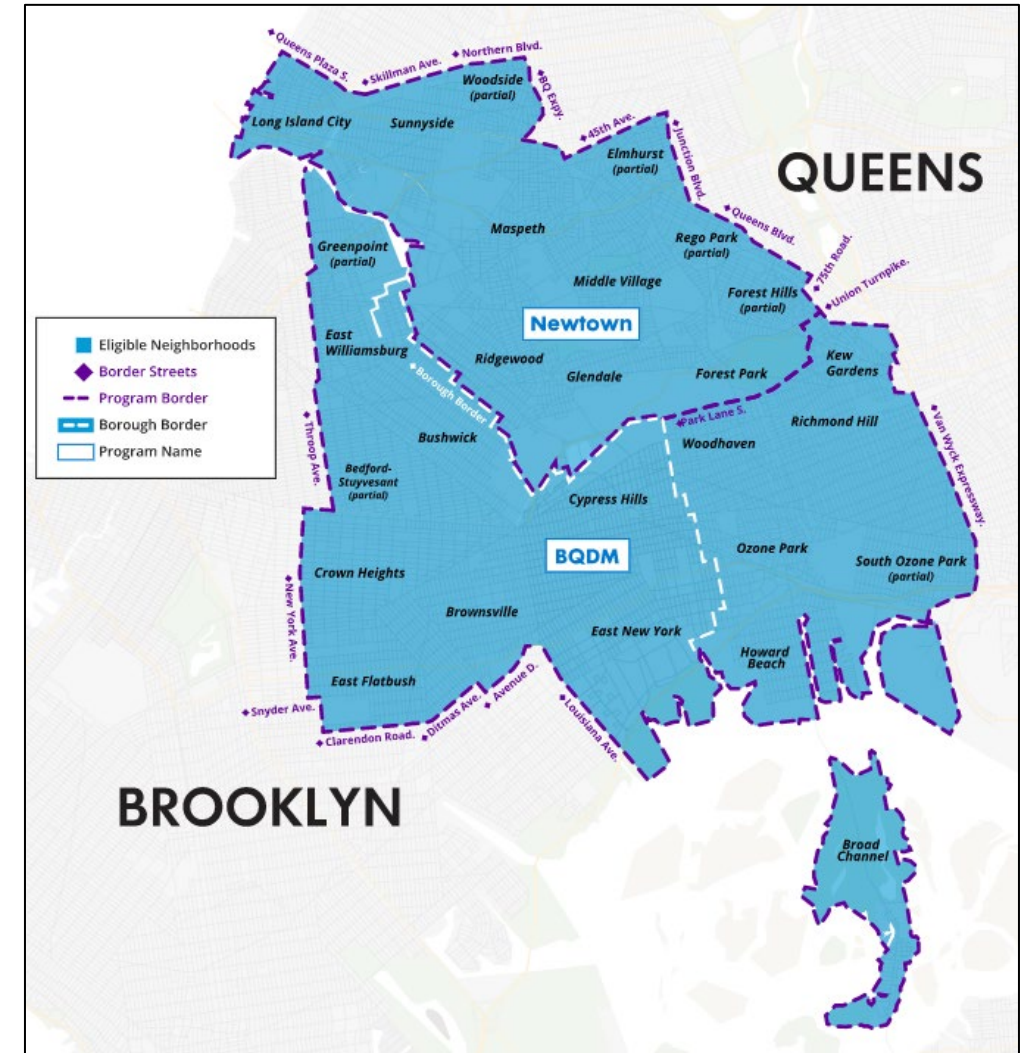 Queens Plaza S.
Skillman Ave.
Northern Blvd.
BQ Expy.
45th Ave.
Junction Blvd.
Queens Blvd.
75th Road.
Union Turnpike.
Woodside
(partial)
Long Island City
Sunnyside
Elmhurst
(partial)
QUEENS
Maspeth
Rego Park
(partial)
Greenpoint
(partial)
Middle Village
Forest Hills
(partial)
Newtown
East
Williamsburg
Ridgewood
Glendale
Forest Park
Kew
Gardens
Borough Border
Park Lane S.
Van Wyck Expressway.
Eligible Neighborhoods
Border Streets
Program Border
Borough Border
Program Name
Throop Ave.
Bushwick
Woodhaven
Richmond Hill
Bedford-
Stuyvesant
(partial)
Cypress Hills
BQDM
Ozone Park
South Ozone Park
(partial)
Crown Heights
New York Ave.
Brownsville
East New York
Howard
Beach
East Flatbush
Snyder Ave.
Clarendon Road.
Ditmas Ave.
Avenue D.
Louisiana Ave.
BROOKLYN
Broad
Channel